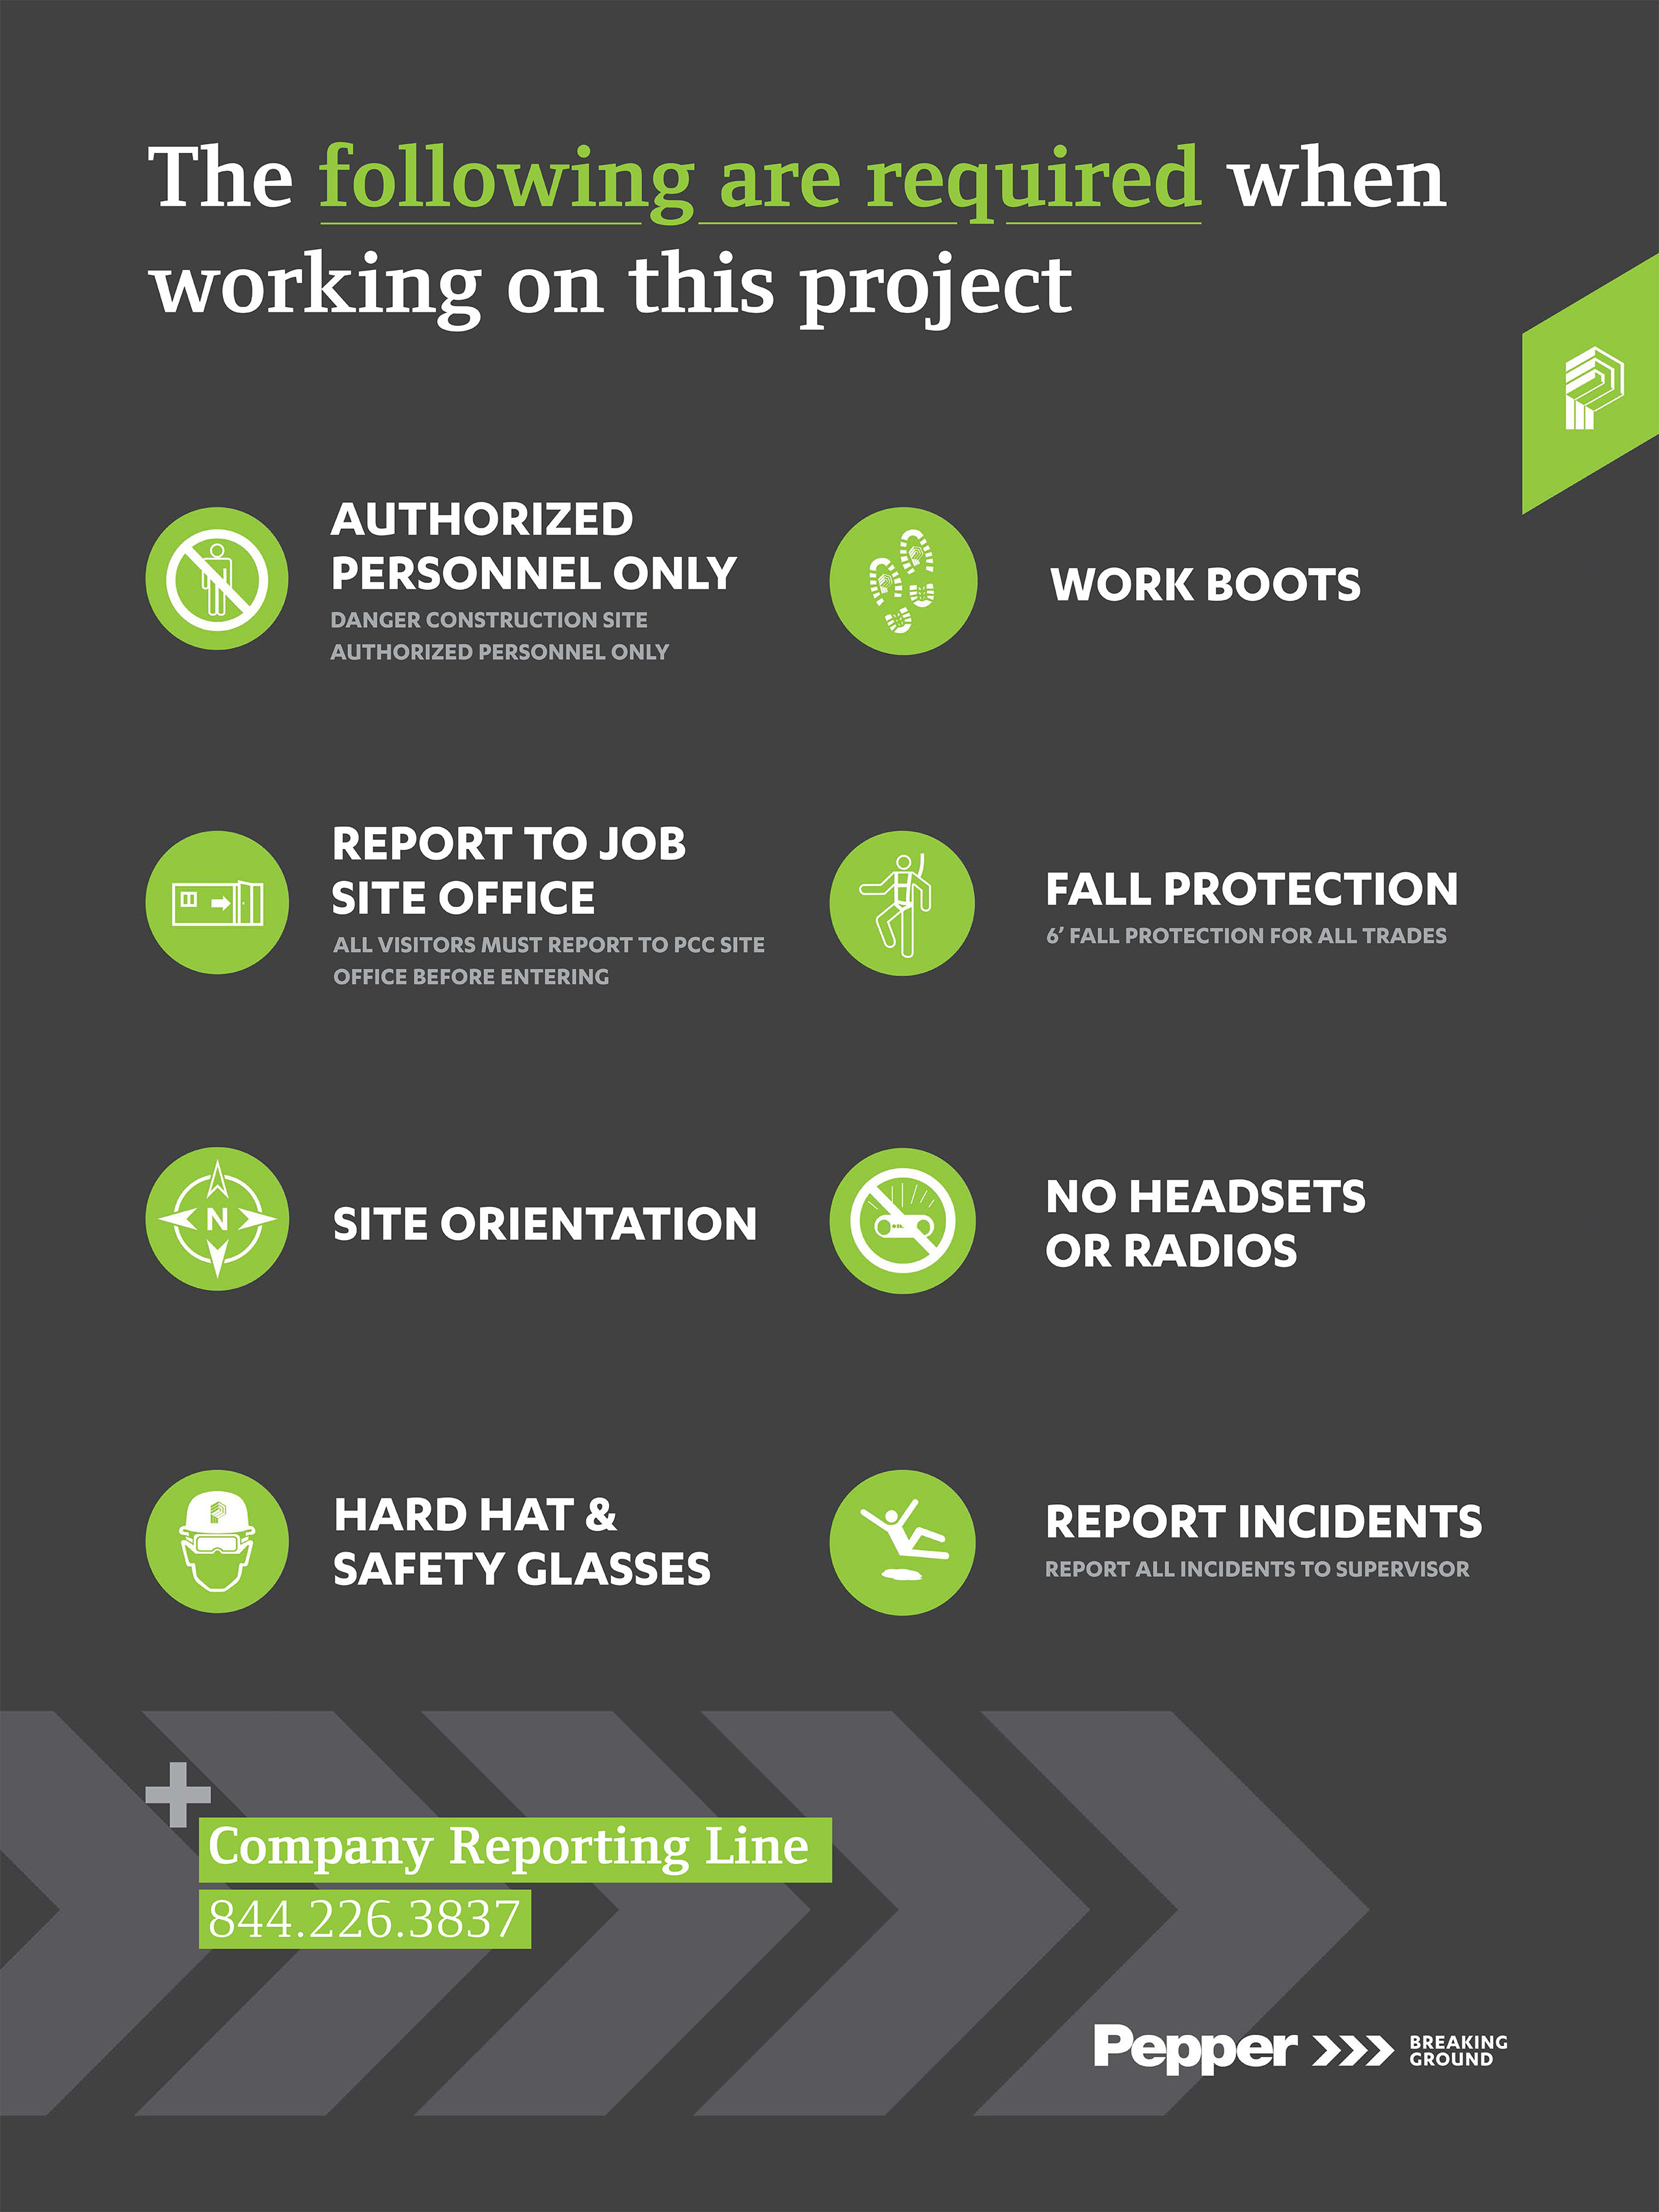 The following are required when
working on this project
AUTHORIZED
PERSONNEL ONLY
DANGER CONSTRUCTION SITE
AUTHORIZED PERSONNEL ONLY
WORK BOOTS
REPORT TO JOB
SITE OFFICE
ALL VISITORS MUST REPORT TO PCC SITE
OFFICE BEFORE ENTERING
FALL PROTECTION
6’ FALL PROTECTION FOR ALL TRADES
N
SITE ORIENTATION
NO HEADSETS
OR RADIOS
HARD HAT &
SAFETY GLASSES
REPORT INCIDENTS
REPORT ALL INCIDENTS TO SUPERVISOR
Company Reporting Line
844.226.3837
Pepper
BREAKING
GROUND